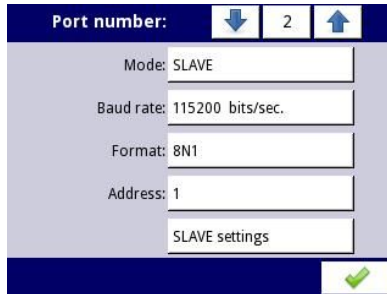 Port number: 2
Mode: SLAVE
Baud rate: 115200 bits/sec.
Format: 8N1
Address: 1
SLAVE settings